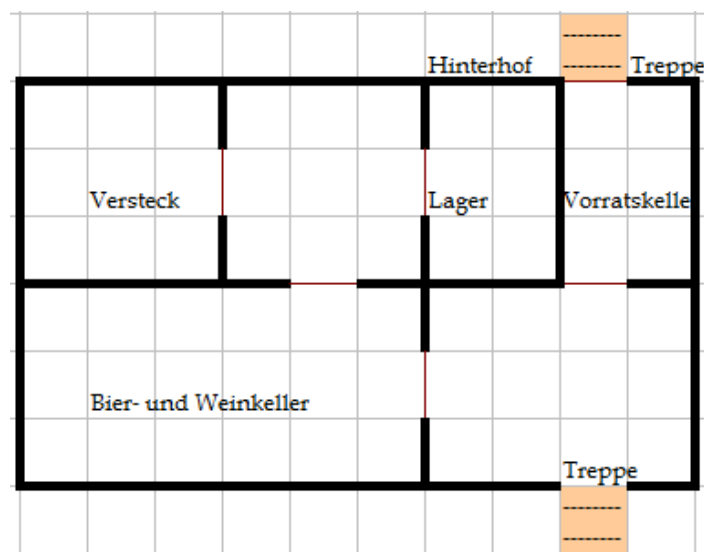 Hinterhof
Treppe
Versteck
Lager
Vorratskelle
Bier- und Weinkeller
Treppe